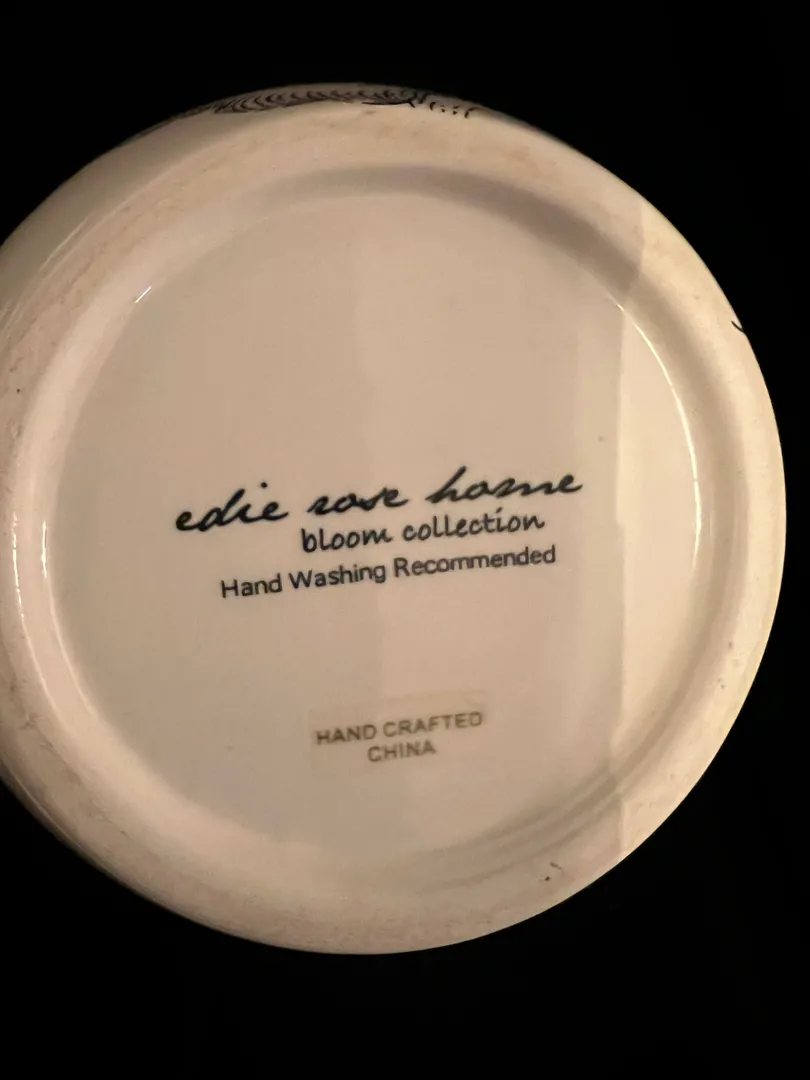 edie rose home
bloom collection
Hand Washing Recommended
HAND CRAFTED
CHINA